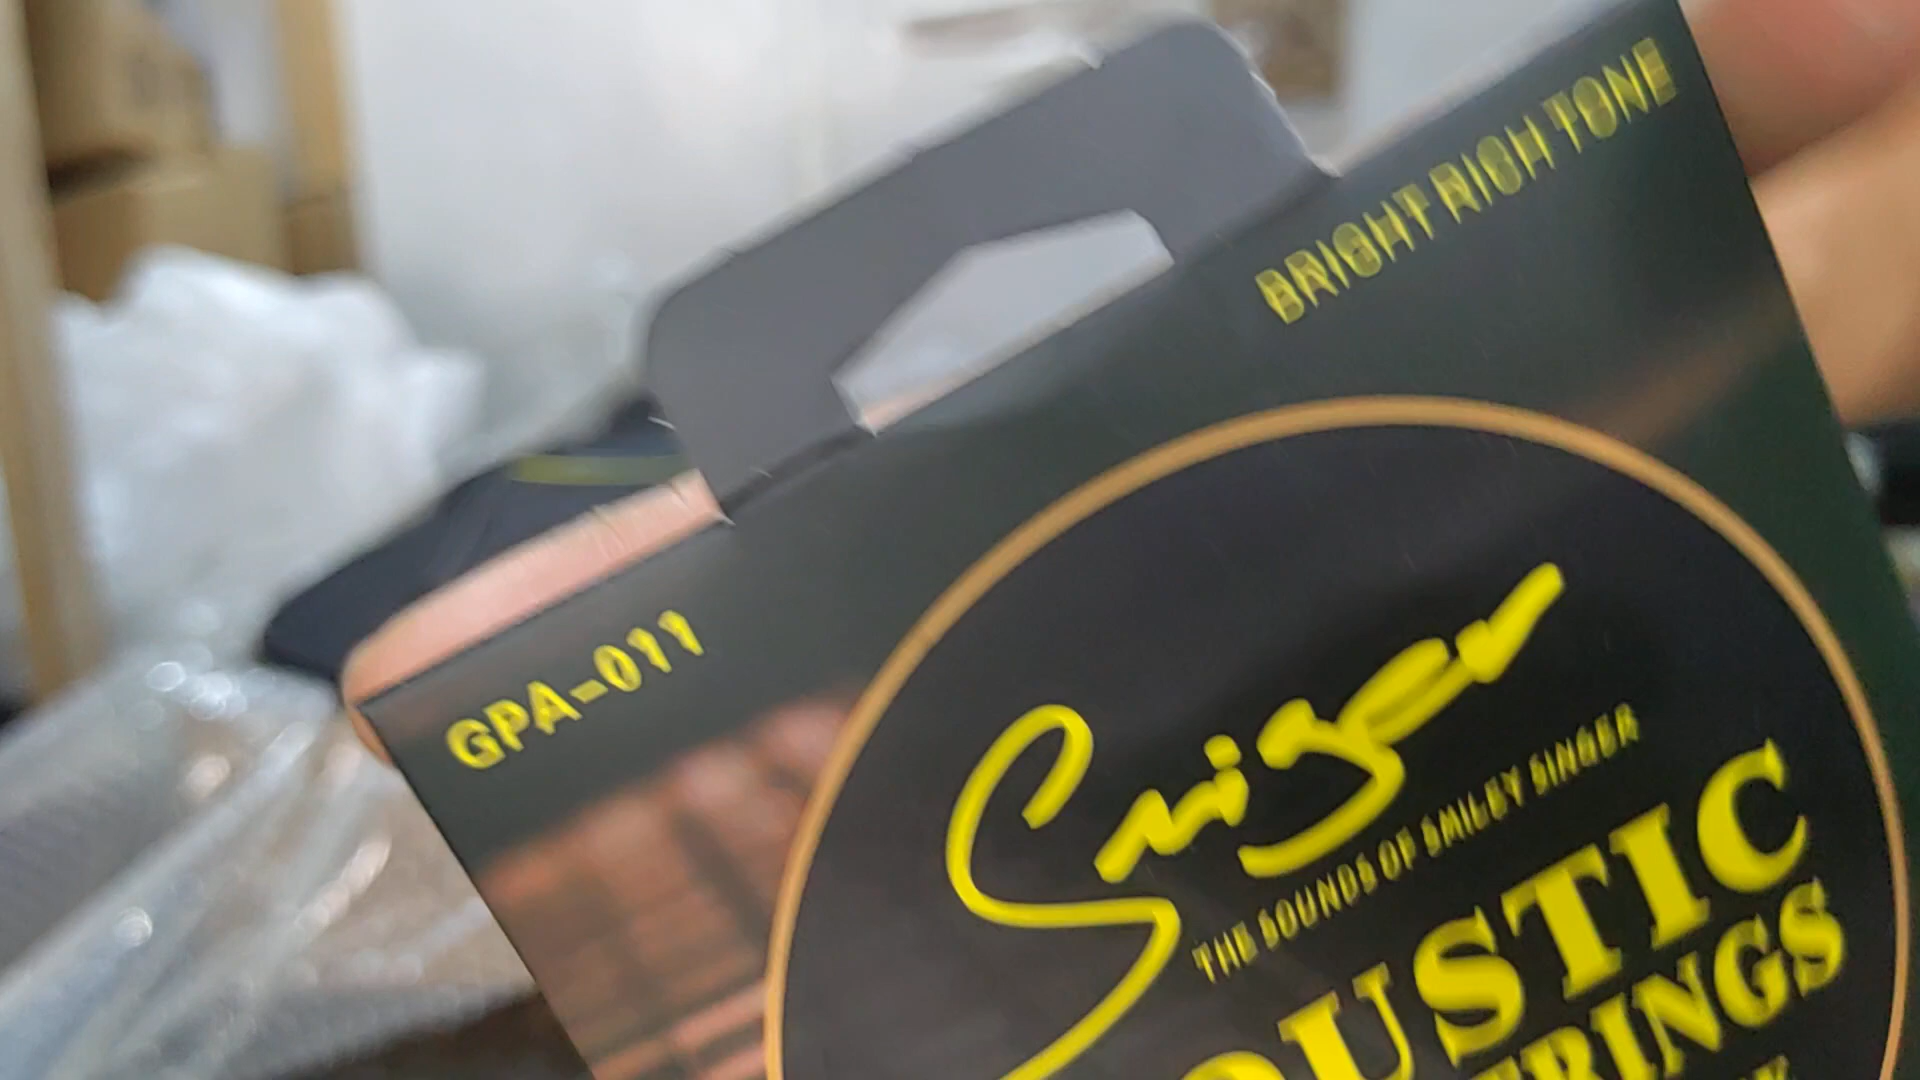 BRIGHT RICH TONE
GPA-011
Smiger
THE SOUNDS OF SMILEY SINGER
OUSTIC
TRINGS